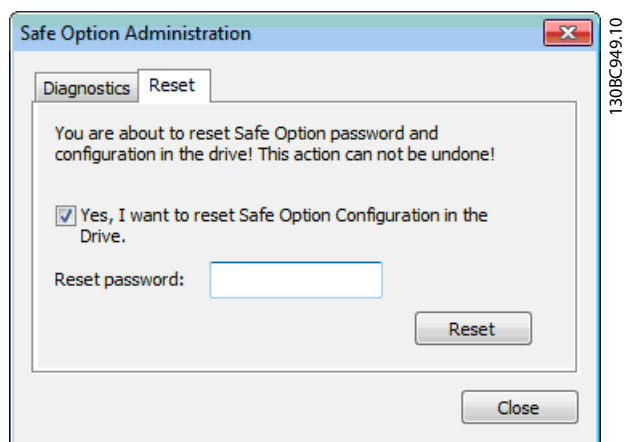 Safe Option Administration
Diagnostics
Reset
You are about to reset Safe Option password and
configuration in the drive! This action can not be undone!
Yes, I want to reset Safe Option Configuration in the
Drive.
Reset password:
Reset
Close
130BC949.10